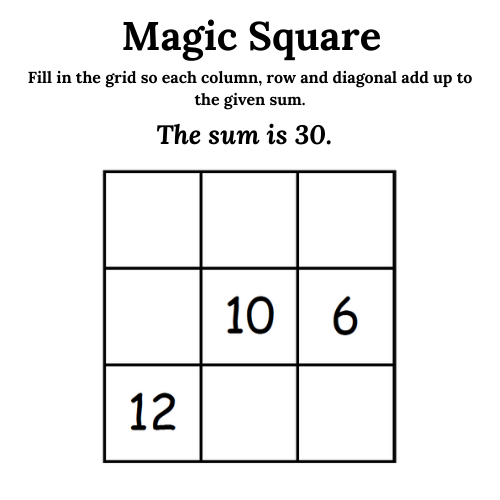 Magic Square
Fill in the grid so each column, row and diagonal add up to
the given sum.
The sum is 30.
10 6
12